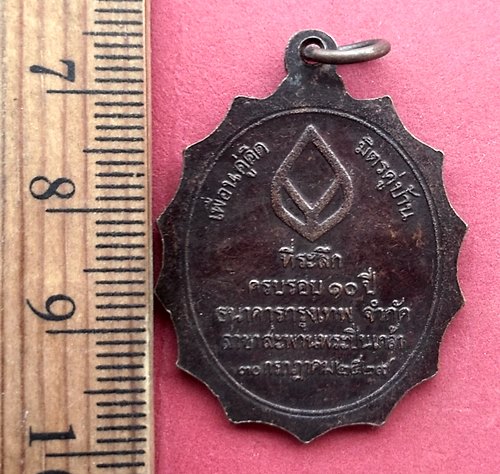 7
8
9
10
เพื่อนคู่คิด
มิตรคู่บ้าน
ที่ระลึก
ครบรอบ ๑๐ ปี
ธนาคารกรุงเทพ จำกัด
สาขาสะพานพระปิ่นเกล้า
๓๐ กรกฎาคม ๒๕๒๙